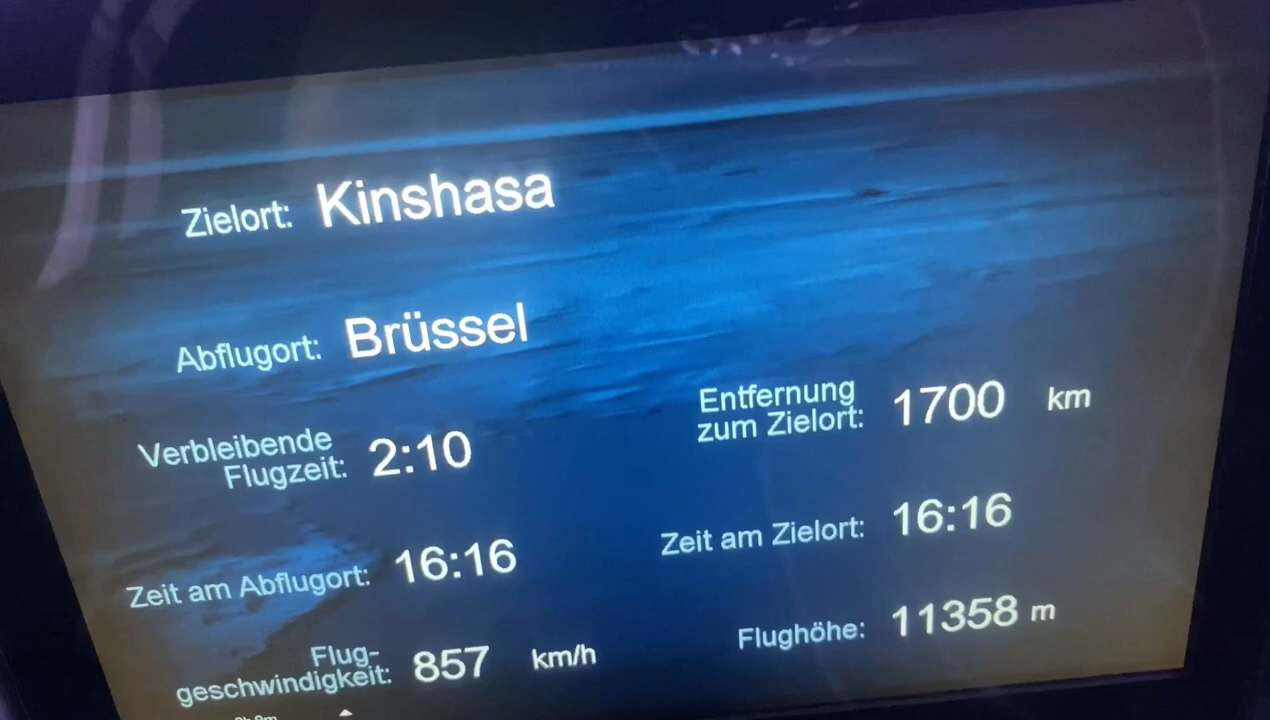 Zielort: Kinshasa
Abflugort: Brüssel
Verbleibende
Flugzeit: 2:10
Entfernung
zum Zielort: 1700 km
Zeit am Abflugort: 16:16
Zeit am Zielort: 16:16
Flug-
geschwindigkeit: 857 km/h
Flughöhe: 11358 m